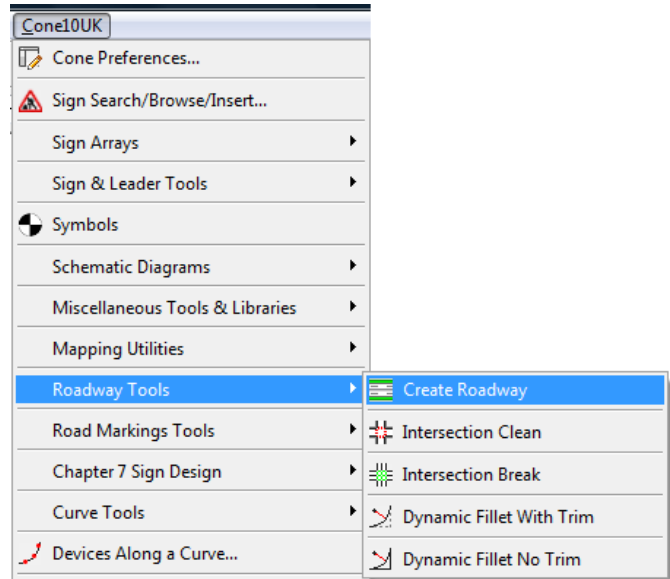 Cone10UK
Cone Preferences...
Sign Search/Browse/Insert...
Sign Arrays
Sign & Leader Tools
Symbols
Schematic Diagrams
Miscellaneous Tools & Libraries
Mapping Utilities
Roadway Tools
Create Roadway
Road Markings Tools
Intersection Clean
Chapter 7 Sign Design
Intersection Break
Curve Tools
Dynamic Fillet With Trim
Devices Along a Curve...
Dynamic Fillet No Trim